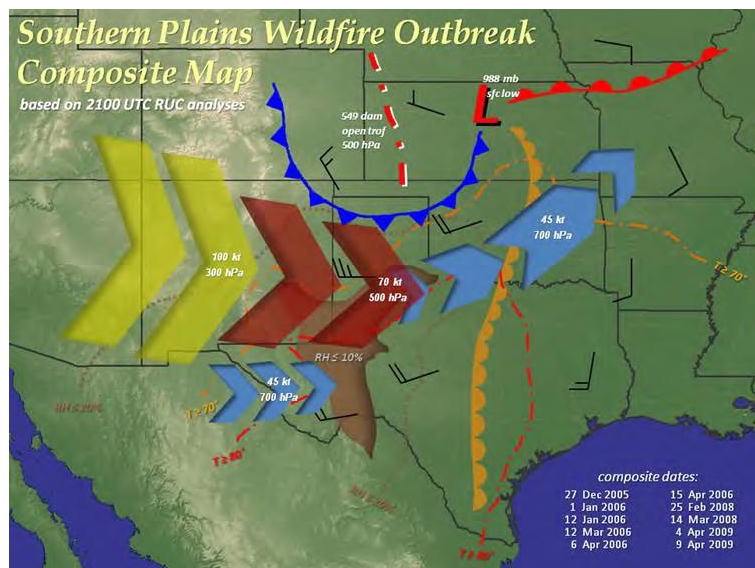 Southern Plains Wildfire Outbreak
Composite Map
based on 2100 UTC RUC analyses
988 mb
sfc low
L
549 dam
open trof
500 hPa
45 kt
700 hPa
100 kt
300 hPa
T ≥ 70°
70 kt
500 hPa
RH ≤ 10%
45 kt
700 hPa
T ≥ 70°
RH ≤ 20%
T ≥ 80°
RH ≤ 20%
T ≥ 80°
composite dates:
27 Dec 2005
1 Jan 2006
12 Jan 2006
12 Mar 2006
6 Apr 2006
15 Apr 2006
25 Feb 2008
14 Mar 2008
4 Apr 2009
9 Apr 2009